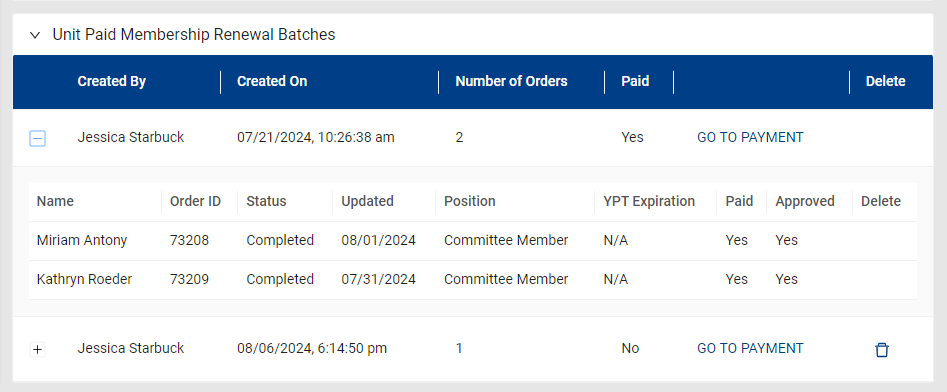 Unit Paid Membership Renewal Batches
Created By Created On Number of Orders Paid Delete
Jessica Starbuck 07/21/2024, 10:26:38 am 2 Yes GO TO PAYMENT
Name Order ID Status Updated Position YPT Expiration Paid Approved Delete
Miriam Antony 73208 Completed 08/01/2024 Committee Member N/A Yes Yes
Kathryn Roeder 73209 Completed 07/31/2024 Committee Member N/A Yes Yes
Jessica Starbuck 08/06/2024, 6:14:50 pm 1 No GO TO PAYMENT